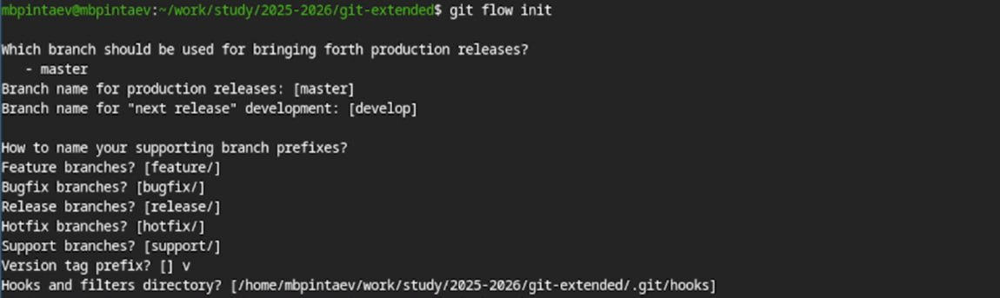 mbpintaev@mbpintaev:~/work/study/2025-2026/git-extended$ git flow init
Which branch should be used for bringing forth production releases?
- master
Branch name for production releases: [master]
Branch name for "next release" development: [develop]
How to name your supporting branch prefixes?
Feature branches? [feature/]
Bugfix branches? [bugfix/]
Release branches? [release/]
Hotfix branches? [hotfix/]
Support branches? [support/]
Version tag prefix? [] v
Hooks and filters directory? [/home/mbpintaev/work/study/2025-2026/git-extended/.git/hooks]